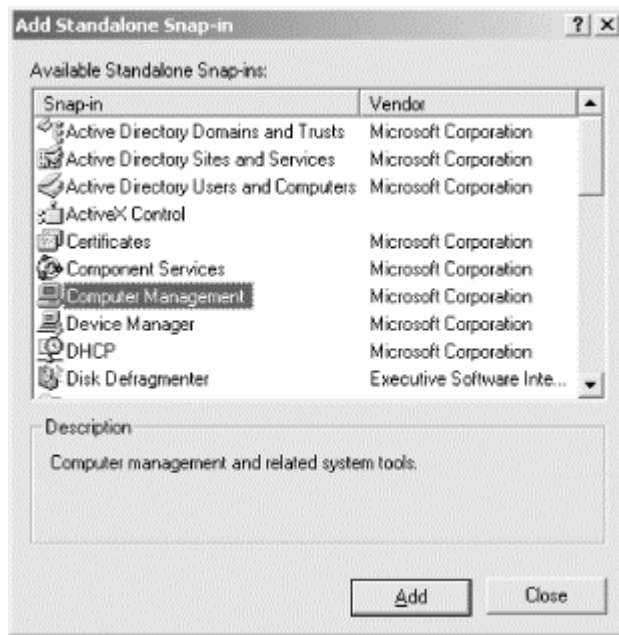 Add Standalone Snap-in
Available Standalone Snap-ins:
Snap-in Vendor
Active Directory Domains and Trusts Microsoft Corporation
Active Directory Sites and Services Microsoft Corporation
Active Directory Users and Computers Microsoft Corporation
ActiveX Control
Certificates Microsoft Corporation
Component Services Microsoft Corporation
Computer Management Microsoft Corporation
Device Manager Microsoft Corporation
DHCP Microsoft Corporation
Disk Defragmenter Executive Software Inte...
Description
Computer management and related system tools.
Add Close